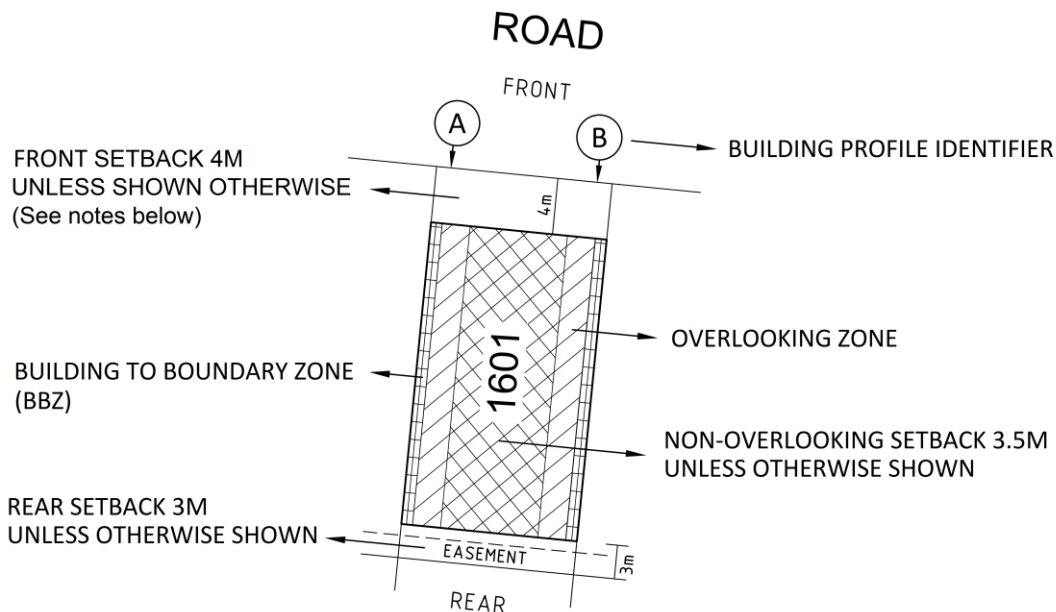 ROAD
FRONT
A
B
BUILDING PROFILE IDENTIFIER
FRONT SETBACK 4M
UNLESS SHOWN OTHERWISE
(See notes below)
4m
1601
OVERLOOKING ZONE
BUILDING TO BOUNDARY ZONE
(BBZ)
NON-OVERLOOKING SETBACK 3.5M
UNLESS OTHERWISE SHOWN
REAR SETBACK 3M
UNLESS OTHERWISE SHOWN
EASEMENT
3m
REAR